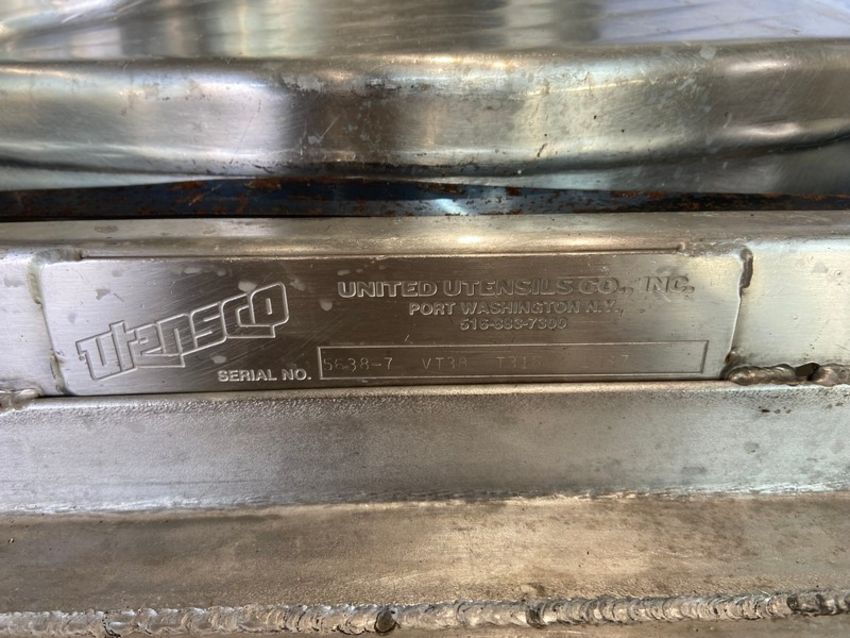 utensco
UNITED UTENSILS CO., INC.
PORT WASHINGTON N.Y.,
516-883-7300
SERIAL NO. 5638-7 VT38